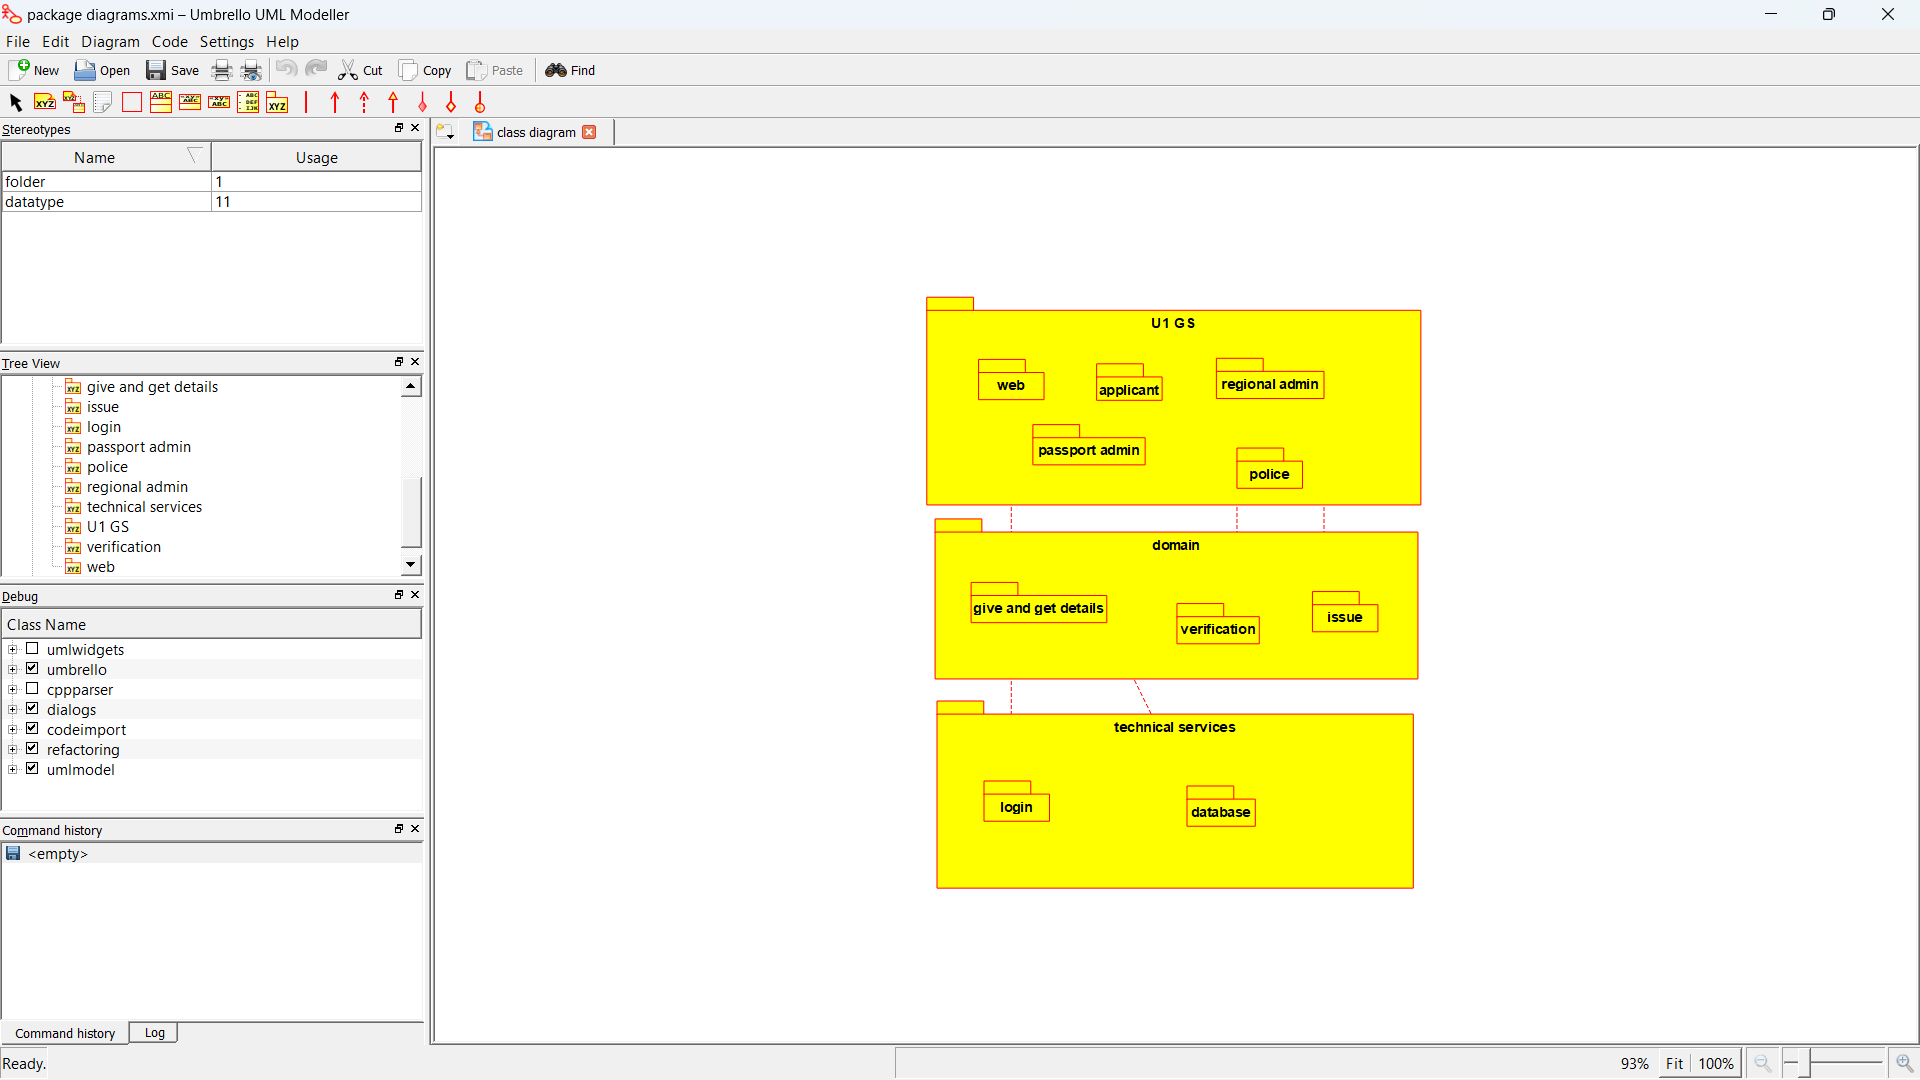 package diagrams.xmi – Umbrello UML Modeller
File Edit Diagram Code Settings Help
New Open Save Cut Copy Paste Find
class diagram
Stereotypes
Name Usage
folder 1
datatype 11
Tree View
give and get details
issue
login
passport admin
police
regional admin
technical services
U1 GS
verification
web
Debug
Class Name
umlwidgets
umbrello
cppparser
dialogs
codeimport
refactoring
umlmodel
Command history
<empty>
Command history Log
Ready.
U1 GS
web
applicant
regional admin
passport admin
police
domain
give and get details
verification
issue
technical services
login
database
93% Fit 100%